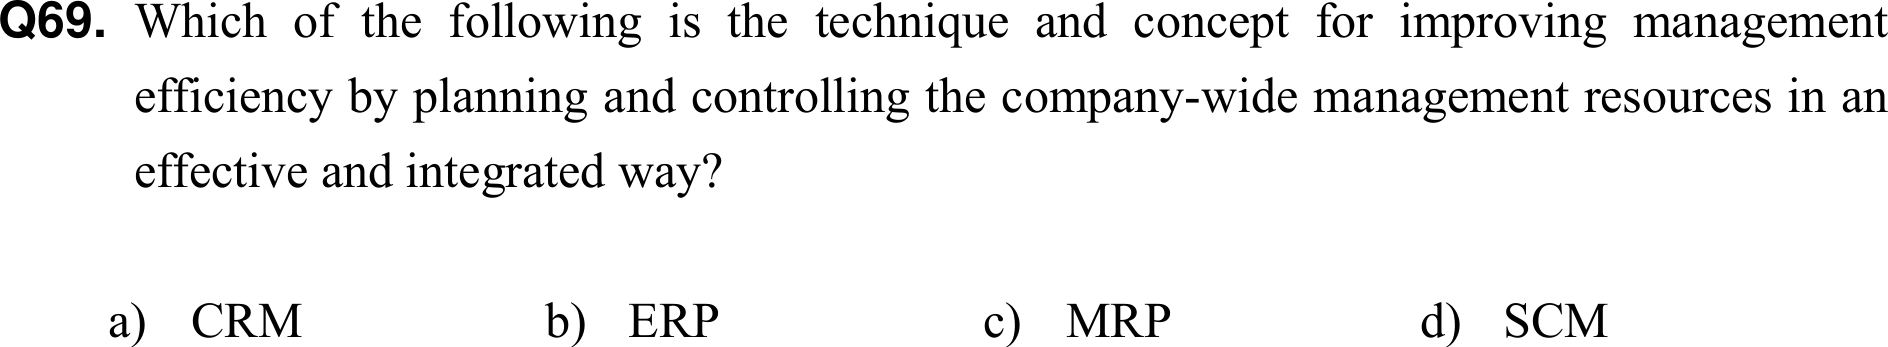 Q69. Which of the following is the technique and concept for improving management
efficiency by planning and controlling the company-wide management resources in an
effective and integrated way?
a) CRM b) ERP c) MRP d) SCM